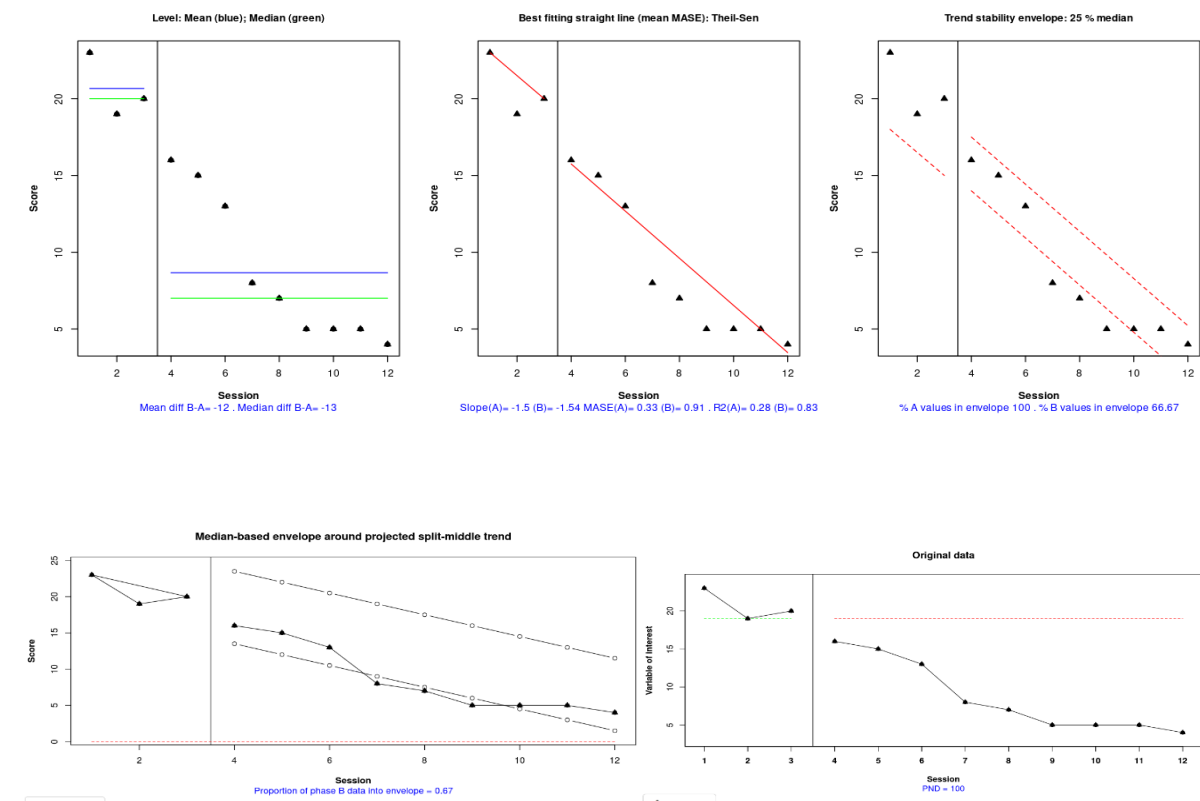 Level: Mean (blue); Median (green)
Score
20
15
10
5
2 4 6 8 10 12
Session
Mean diff B-A= -12 . Median diff B-A= -13
Best fitting straight line (mean MASE): Theil-Sen
Score
20
15
10
5
2 4 6 8 10 12
Session
Slope(A)= -1.5 (B)= -1.54 MASE(A)= 0.33 (B)= 0.91 . R2(A)= 0.28 (B)= 0.83
Trend stability envelope: 25 % median
Score
20
15
10
5
2 4 6 8 10 12
Session
% A values in envelope 100 . % B values in envelope 66.67
Median-based envelope around projected split-middle trend
Score
25
20
15
10
5
0
2 4 6 8 10 12
Session
Proportion of phase B data into envelope = 0.67
Original data
Variable of Interest
20
15
10
5
1 2 3 4 5 6 7 8 9 10 11 12
Session
PND = 100